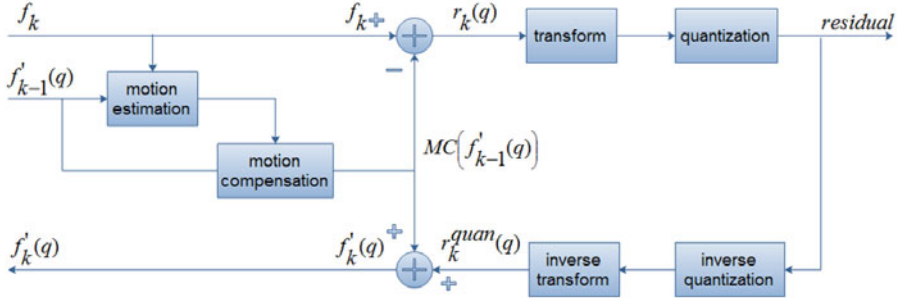 f_k f_k + r_k(q) transform quantization residual
−
f'_{k-1}(q) motion estimation
motion compensation MC(f'_{k-1}(q))
+
f'_k(q) f'_k(q) + r_k^{quan}(q) inverse transform inverse quantization